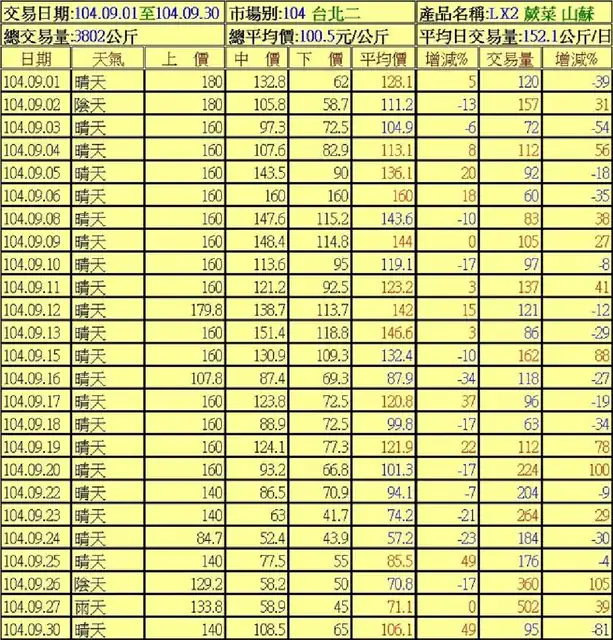 交易日期:104.09.01至104.09.30 市場別:104 台北二 產品名稱:LX2 蕨菜 山蘇
總交易量:3802公斤 總平均價:100.5元/公斤 平均日交易量:152.1公斤/日
日期 天氣 上 價 中 價 下 價 平均價 增減% 交易量 增減%
104.09.01 晴天 180 132.8 62 128.1 5 120 -39
104.09.02 陰天 180 105.8 58.7 111.2 -13 157 31
104.09.03 晴天 160 97.3 72.5 104.9 -6 72 -54
104.09.04 晴天 160 107.6 82.9 113.1 8 112 56
104.09.05 晴天 160 143.5 90 136.1 20 92 -18
104.09.06 晴天 160 160 160 160 18 60 -35
104.09.08 晴天 160 147.6 115.2 143.6 -10 83 38
104.09.09 晴天 160 148.4 114.8 144 0 105 27
104.09.10 晴天 160 113.6 95 119.1 -17 97 -8
104.09.11 晴天 160 121.2 92.5 123.2 3 137 41
104.09.12 晴天 179.8 138.7 113.7 142 15 121 -12
104.09.13 晴天 160 151.4 118.8 146.6 3 86 -29
104.09.15 晴天 160 130.9 109.3 132.4 -10 162 88
104.09.16 晴天 107.8 87.4 69.3 87.9 -34 118 -27
104.09.17 晴天 160 123.8 72.5 120.8 37 96 -19
104.09.18 晴天 160 88.9 72.5 99.8 -17 63 -34
104.09.19 晴天 160 124.1 77.3 121.9 22 112 78
104.09.20 晴天 160 93.2 66.8 101.3 -17 224 100
104.09.22 晴天 140 86.5 70.9 94.1 -7 204 -9
104.09.23 晴天 140 63 41.7 74.2 -21 264 29
104.09.24 晴天 84.7 52.4 43.9 57.2 -23 184 -30
104.09.25 晴天 140 77.5 55 85.5 49 176 -4
104.09.26 陰天 129.2 58.2 50 70.8 -17 360 105
104.09.27 雨天 133.8 58.9 45 71.1 0 502 39
104.09.30 晴天 140 108.5 65 106.1 49 95 -81